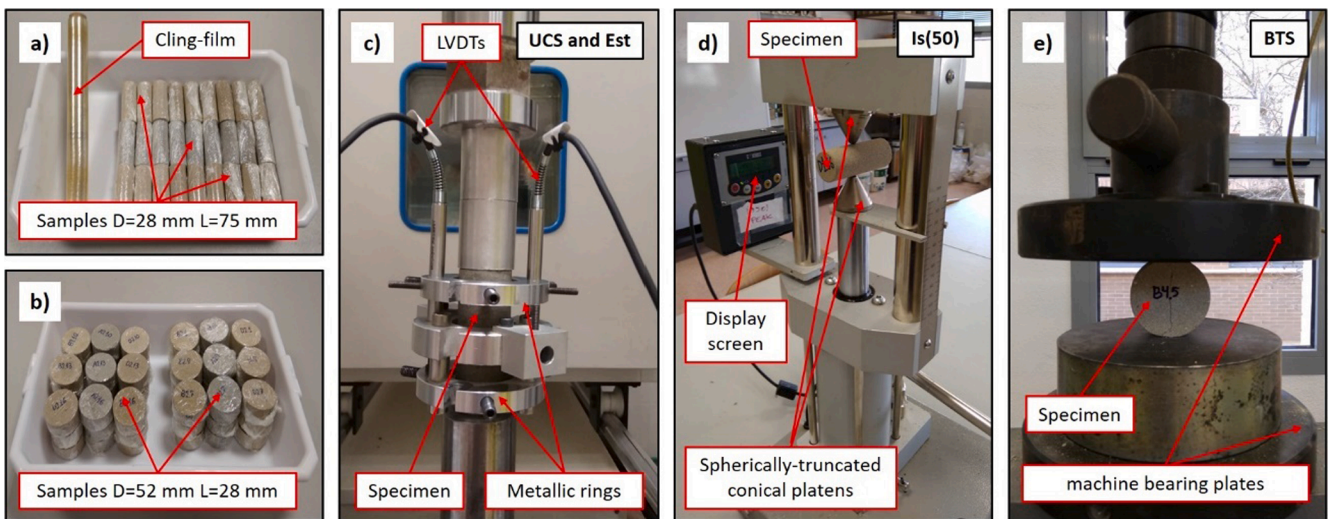 a)
Cling-film
Samples D=28 mm L=75 mm
b)
Samples D=52 mm L=28 mm
c)
LVDTs
UCS and Est
Specimen
Metallic rings
d)
Specimen
Is(50)
Display
screen
Spherically-truncated
conical platens
e)
BTS
B4,5
Specimen
machine bearing plates